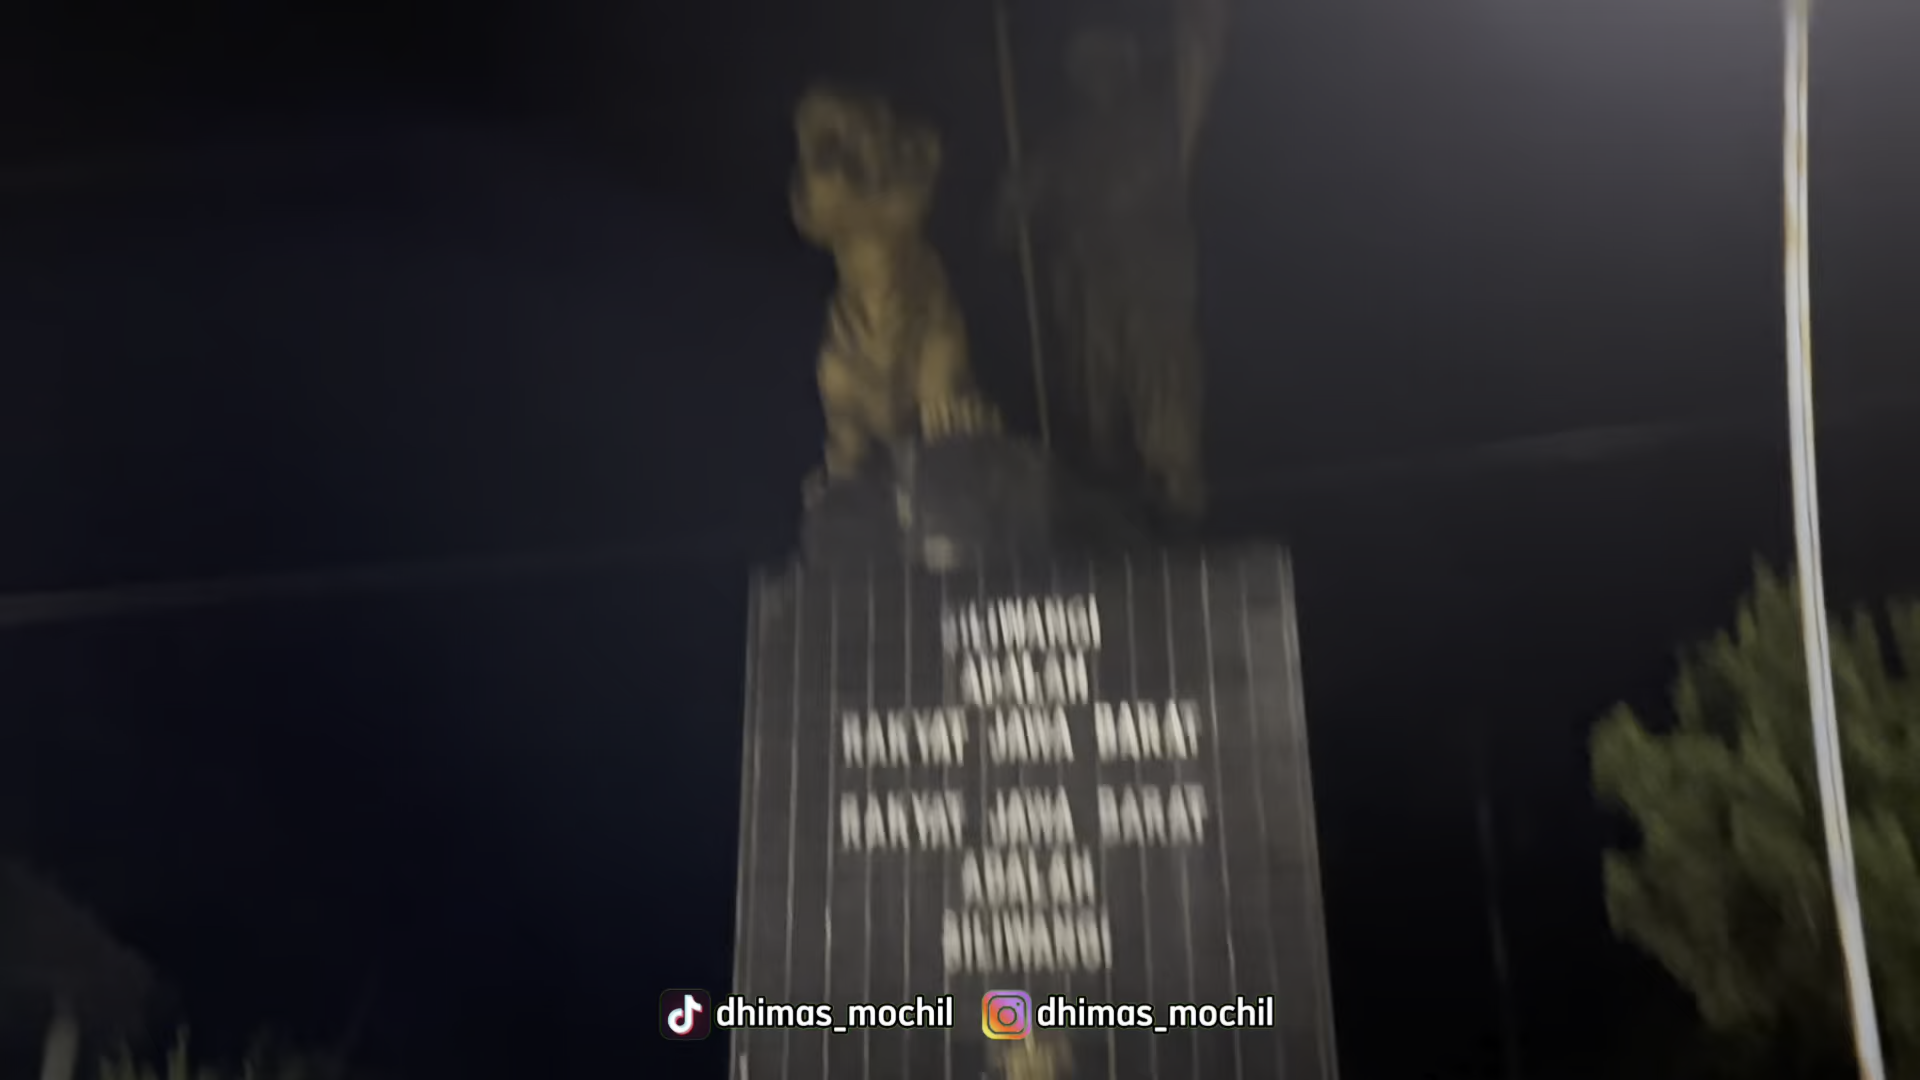 SILIWANGI
ADALAH
RAKYAT JAWA BARAT
RAKYAT JAWA BARAT
ADALAH
SILIWANGI
dhimas_mochil dhimas_mochil